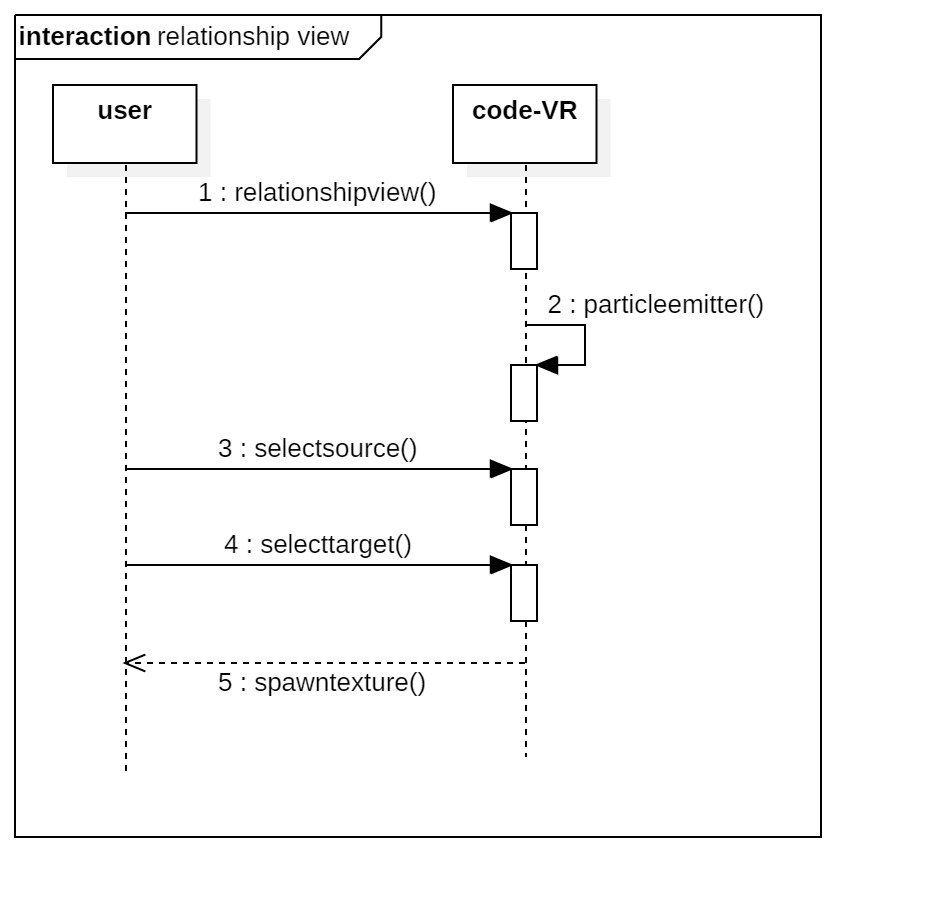 interaction relationship view
user
code-VR
1 : relationshipview()
2 : particleemitter()
3 : selectsource()
4 : selecttarget()
5 : spawntexture()